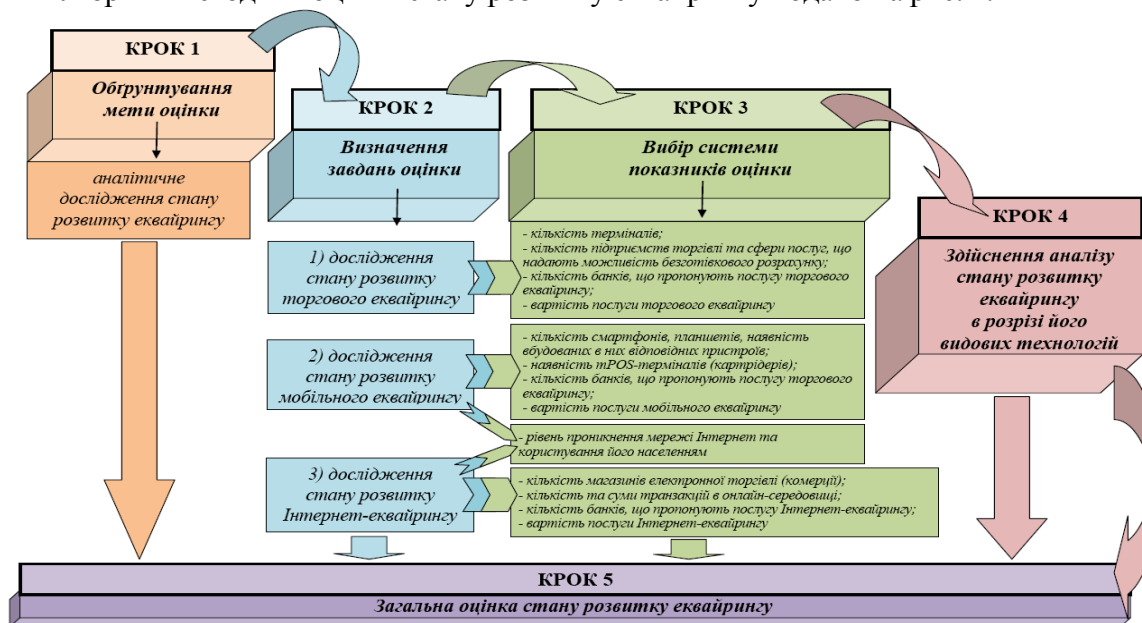 КРОК 1
Обґрунтування
мети оцінки
аналітичне
дослідження стану
розвитку еквайрингу
КРОК 2
Визначення
завдань оцінки
1) дослідження
стану розвитку
торгового еквайрингу
2) дослідження
стану розвитку
мобільного еквайрингу
3) дослідження
стану розвитку
Інтернет-еквайрингу
КРОК 3
Вибір системи
показників оцінки
- кількість терміналів;
- кількість підприємств торгівлі та сфери послуг, що
надають можливість безготівкового розрахунку;
- кількість банків, що пропонують послугу торгового
еквайрингу;
- вартість послуги торгового еквайрингу
- кількість смартфонів, планшетів, наявність
вбудованих в них відповідних пристроїв;
- наявність mPOS-терміналів (картрідерів);
- кількість банків, що пропонують послугу торгового
еквайрингу;
- вартість послуги мобільного еквайрингу
- рівень проникнення мережі Інтернет та
користування його населенням
- кількість магазинів електронної торгівлі (комерції);
- кількість та суми транзакцій в онлайн-середовищі;
- кількість банків, що пропонують послугу Інтернет-еквайрингу;
- вартість послуги Інтернет-еквайрингу
КРОК 4
Здійснення аналізу
стану розвитку
еквайрингу
в розрізі його
видових технологій
КРОК 5
Загальна оцінка стану розвитку еквайрингу